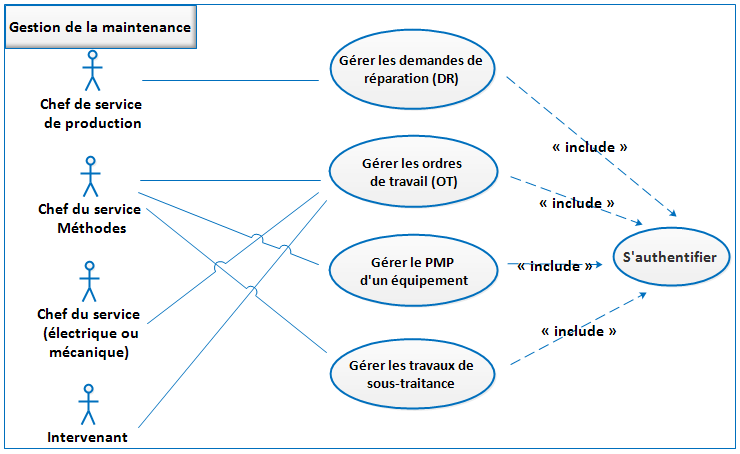 Gestion de la maintenance
Chef de service
de production
Gérer les demandes de
réparation (DR)
« include »
Chef du service
Méthodes
Gérer les ordres
de travail (OT)
« include »
S'authentifier
Gérer le PMP
d'un équipement
« include »
Chef du service
(électrique ou
mécanique)
Gérer les travaux de
sous-traitance
« include »
Intervenant